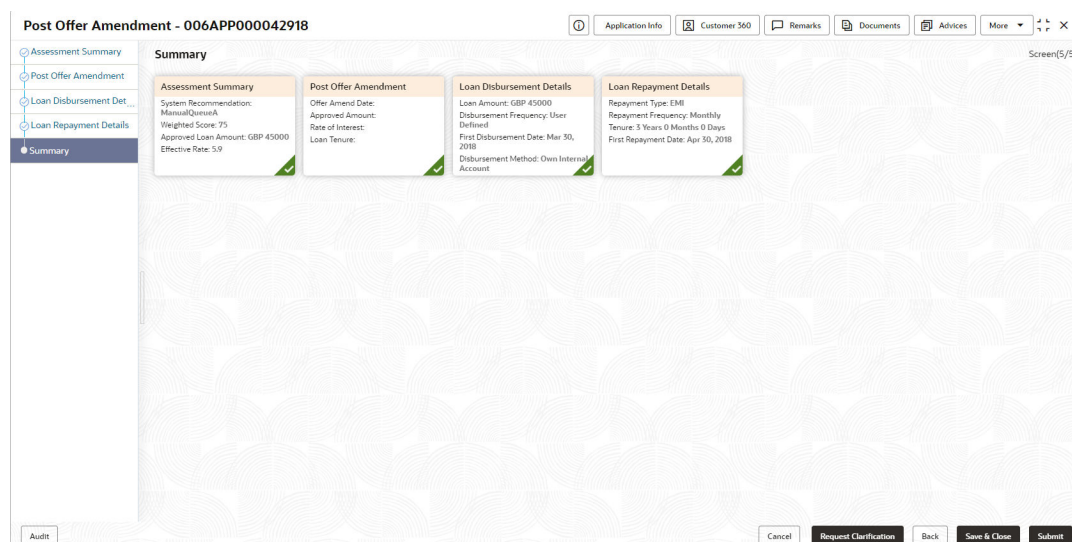 Post Offer Amendment - 006APP000042918
Application Info
Customer 360
Remarks
Documents
Advices
More
Assessment Summary
Post Offer Amendment
Loan Disbursement Det...
Loan Repayment Details
Summary
Summary
Screen(5/5
Assessment Summary
System Recommendation:
ManualQueueA
Weighted Score: 75
Approved Loan Amount: GBP 45000
Effective Rate: 5.9
Post Offer Amendment
Offer Amend Date:
Approved Amount:
Rate of Interest:
Loan Tenure:
Loan Disbursement Details
Loan Amount: GBP 45000
Disbursement Frequency: User
Defined
First Disbursement Date: Mar 30,
2018
Disbursement Method: Own Internal
Account
Loan Repayment Details
Repayment Type: EMI
Repayment Frequency: Monthly
Tenure: 3 Years 0 Months 0 Days
First Repayment Date: Apr 30, 2018
Audit
Cancel
Request Clarification
Back
Save & Close
Submit